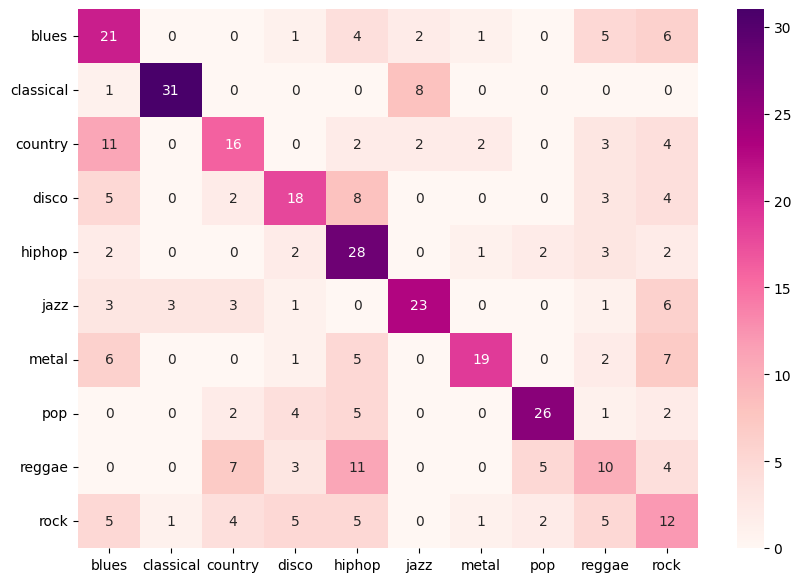 blues 21 0 0 1 4 2 1 0 5 6
classical 1 31 0 0 0 8 0 0 0 0
country 11 0 16 0 2 2 2 0 3 4
disco 5 0 2 18 8 0 0 0 3 4
hiphop 2 0 0 2 28 0 1 2 3 2
jazz 3 3 3 1 0 23 0 0 1 6
metal 6 0 0 1 5 0 19 0 2 7
pop 0 0 2 4 5 0 0 26 1 2
reggae 0 0 7 3 11 0 0 5 10 4
rock 5 1 4 5 5 0 1 2 5 12
blues classical country disco hiphop jazz metal pop reggae rock
30
25
20
15
10
5
0